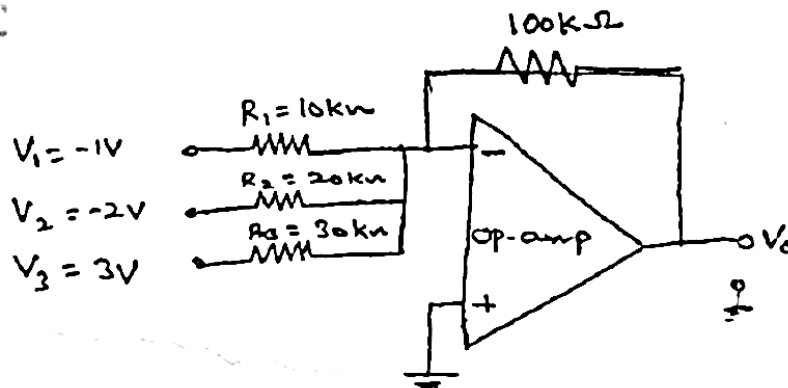 100kΩ
R₁ = 10kΩ
V₁ = -1V
R₂ = 20kΩ
V₂ = -2V
R₃ = 30kΩ
V₃ = 3V
-
op-amp
+
V₀